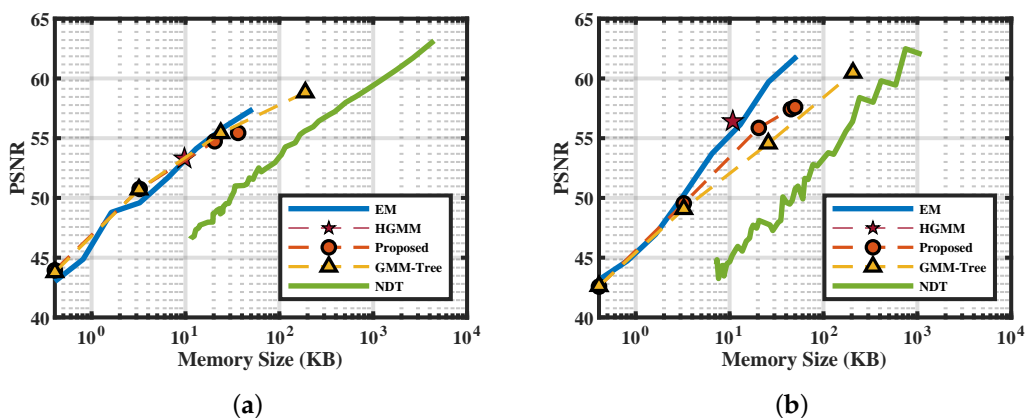 65
60
55
50
45
40
PSNR
10^0
10^1
10^2
10^3
10^4
Memory Size (KB)
EM
HGMM
Proposed
GMM-Tree
NDT
(a)
65
60
55
50
45
40
PSNR
10^0
10^1
10^2
10^3
10^4
Memory Size (KB)
EM
HGMM
Proposed
GMM-Tree
NDT
(b)